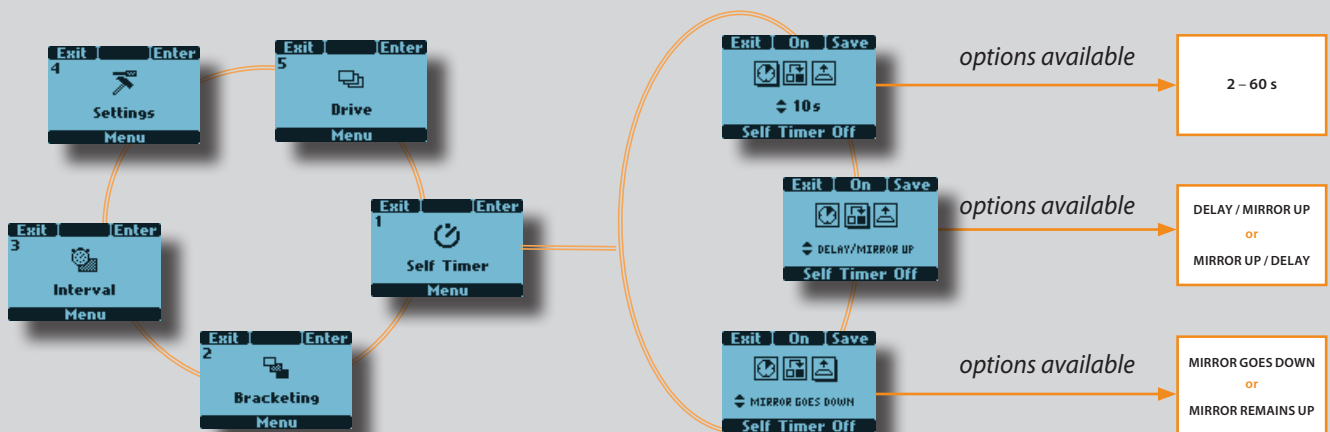 Exit Enter
4
Settings
Menu
Exit Enter
5
Drive
Menu
Exit Enter
3
Interval
Menu
Exit Enter
1
Self Timer
Menu
Exit Enter
2
Bracketing
Menu
Exit On Save
10s
Self Timer Off
options available
2 – 60 s
Exit On Save
DELAY/MIRROR UP
Self Timer Off
options available
DELAY / MIRROR UP
or
MIRROR UP / DELAY
Exit On Save
MIRROR GOES DOWN
Self Timer Off
options available
MIRROR GOES DOWN
or
MIRROR REMAINS UP